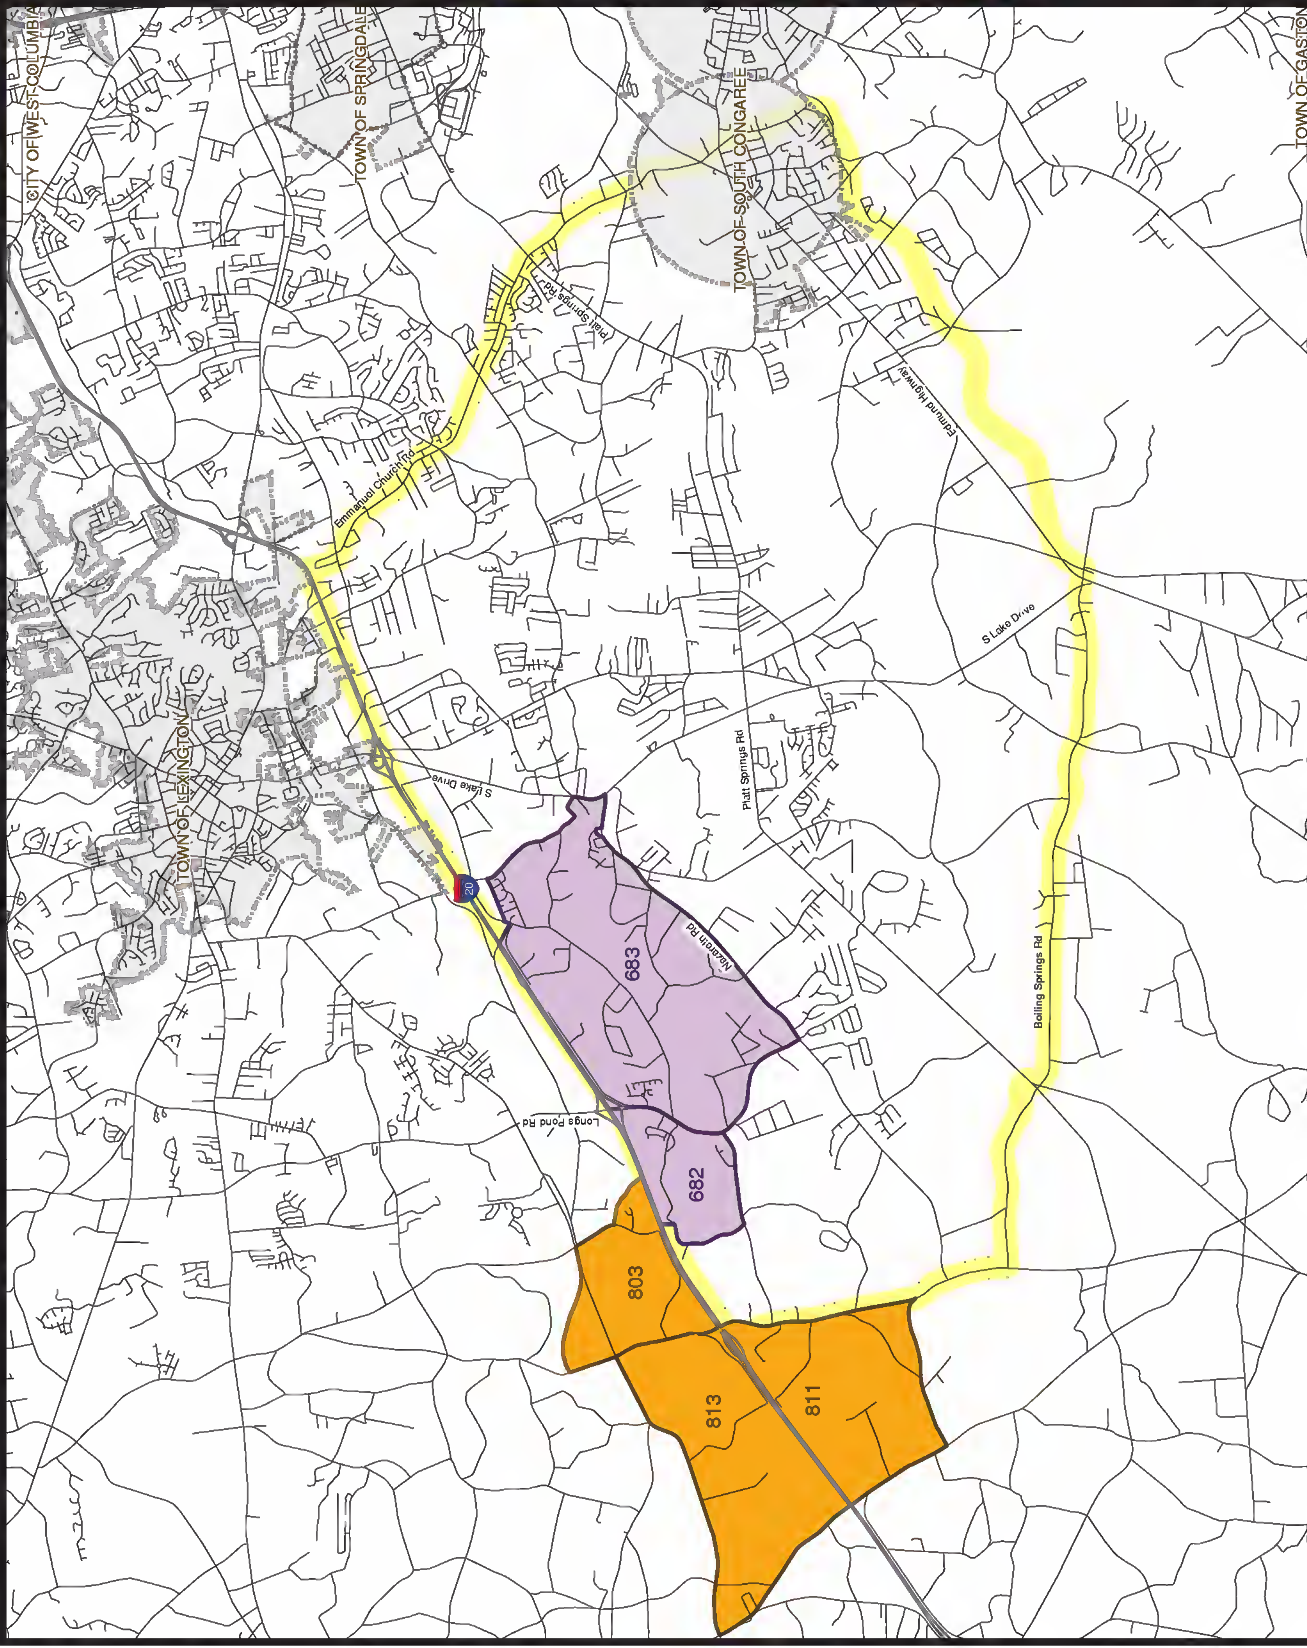 CITY OF WEST COLUMBIA
TOWN OF SPRINGDALE
TOWN OF SOUTH CONGAREE
TOWN OF GASTON
Platt Springs Rd
Edmund Highway
Emmanuel Church Rd
S Lake Drive
TOWN OF LEXINGTON
S Lake Drive
Platt Springs Rd
20
683
Nazareth Rd
Boiling Springs Rd
Longs Pond Rd
682
803
813
811